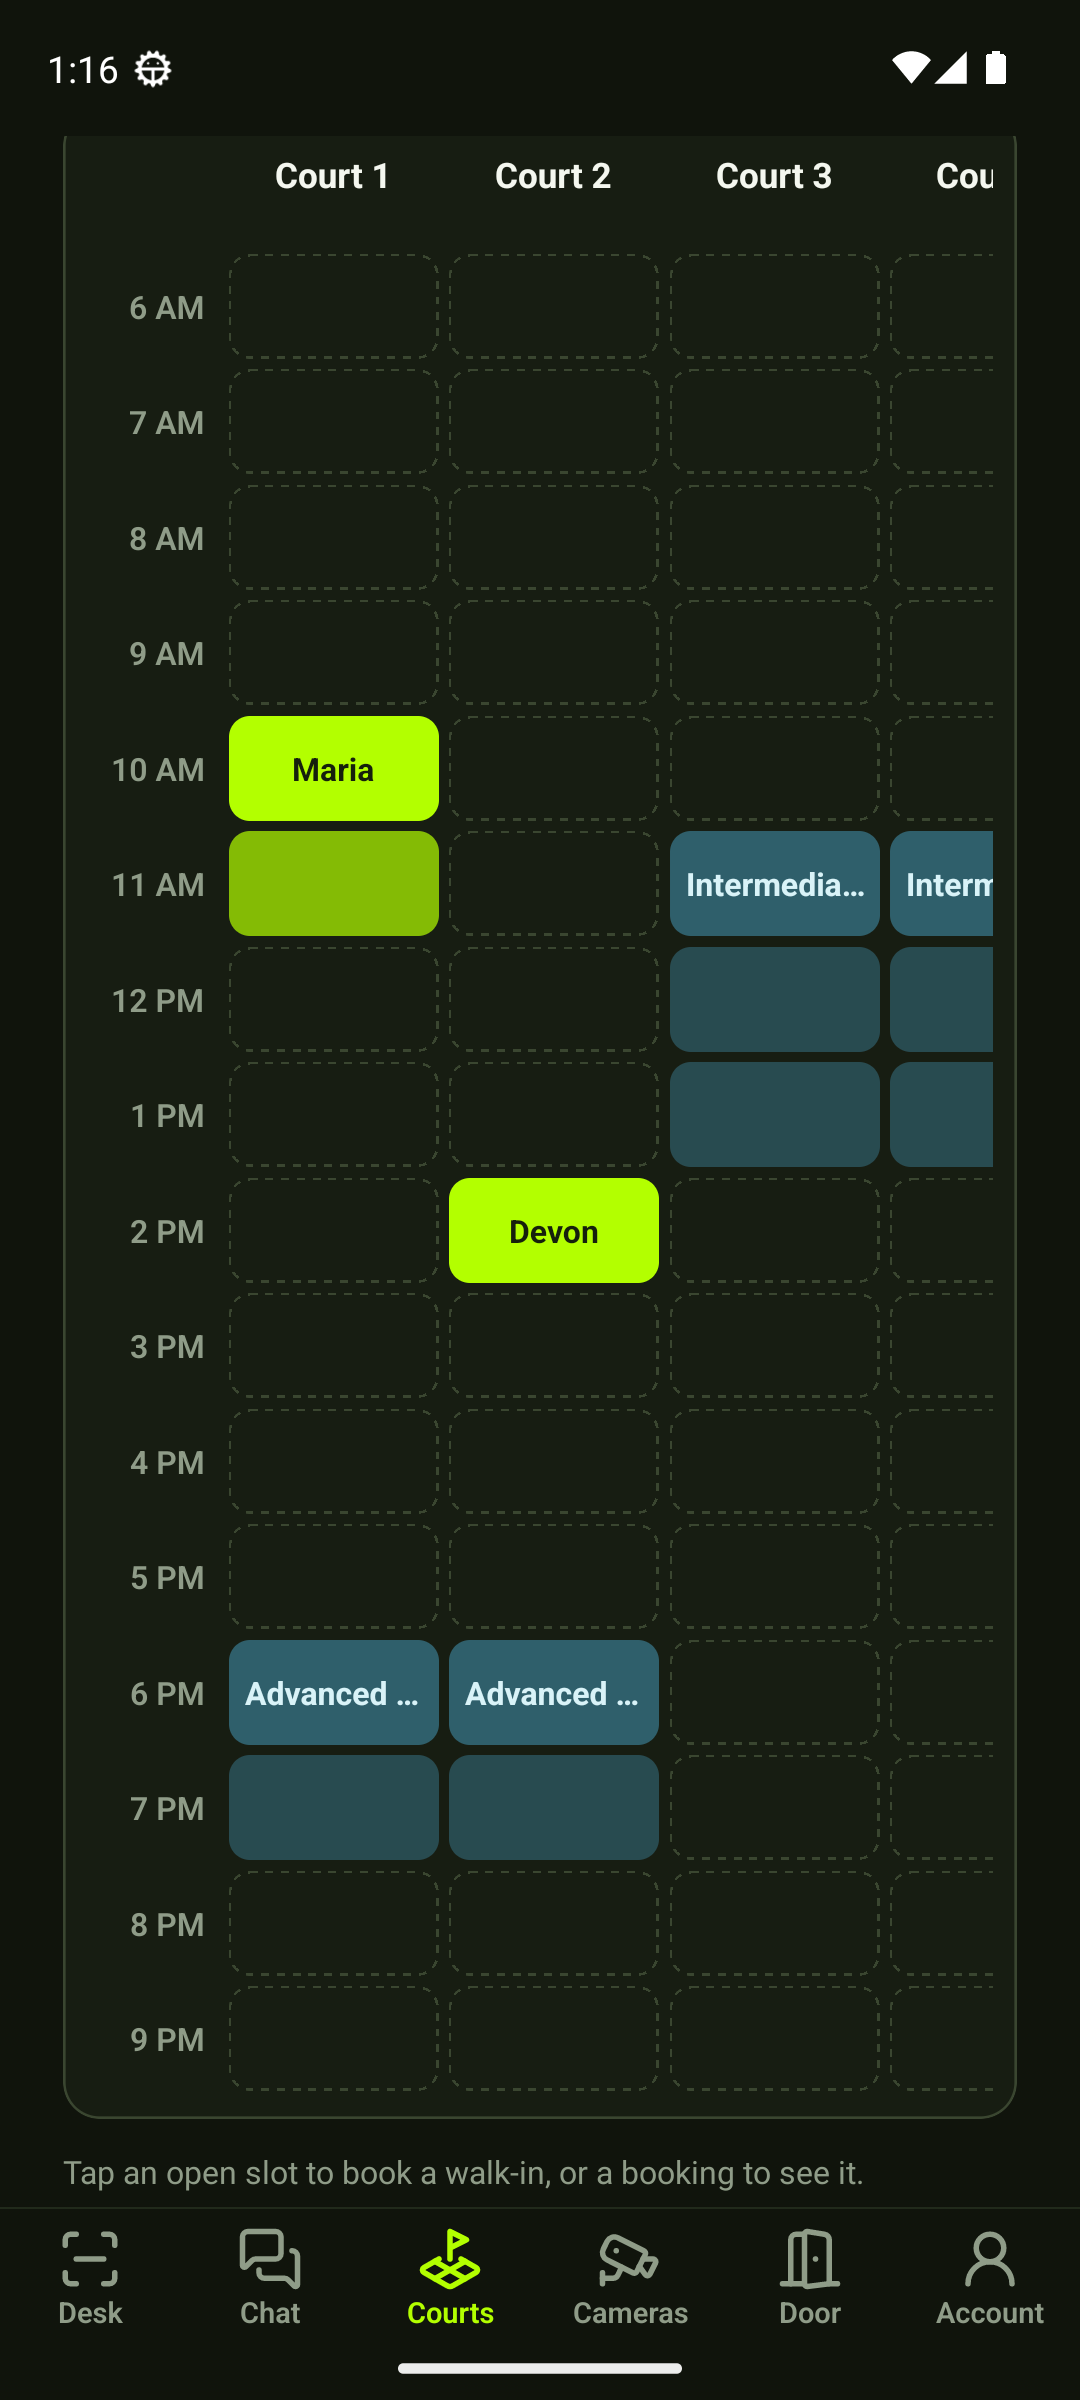 1:16
Court 1 Court 2 Court 3 Cou
6 AM
7 AM
8 AM
9 AM
10 AM Maria
11 AM Intermedia... Interm
12 PM
1 PM
2 PM Devon
3 PM
4 PM
5 PM
6 PM Advanced ... Advanced ...
7 PM
8 PM
9 PM
Tap an open slot to book a walk-in, or a booking to see it.
Desk Chat Courts Cameras Door Account